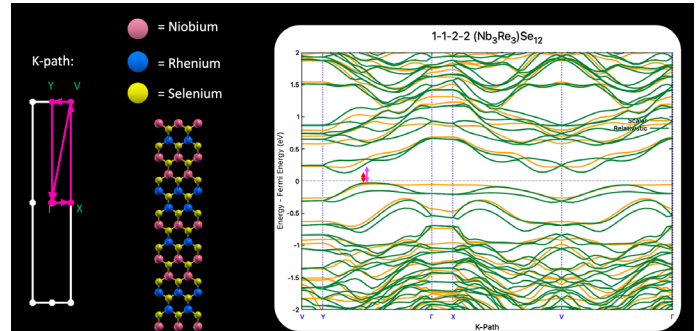 K-path:
Y V
Γ X
= Niobium
= Rhenium
= Selenium
1-1-2-2 (Nb₃Re₃)Se₁₂
Energy - Fermi Energy (eV)
2
1.5
1
0.5
0
-0.5
-1
-1.5
-2
Scalar
Relativistic
V Y Γ X V Γ
K-Path